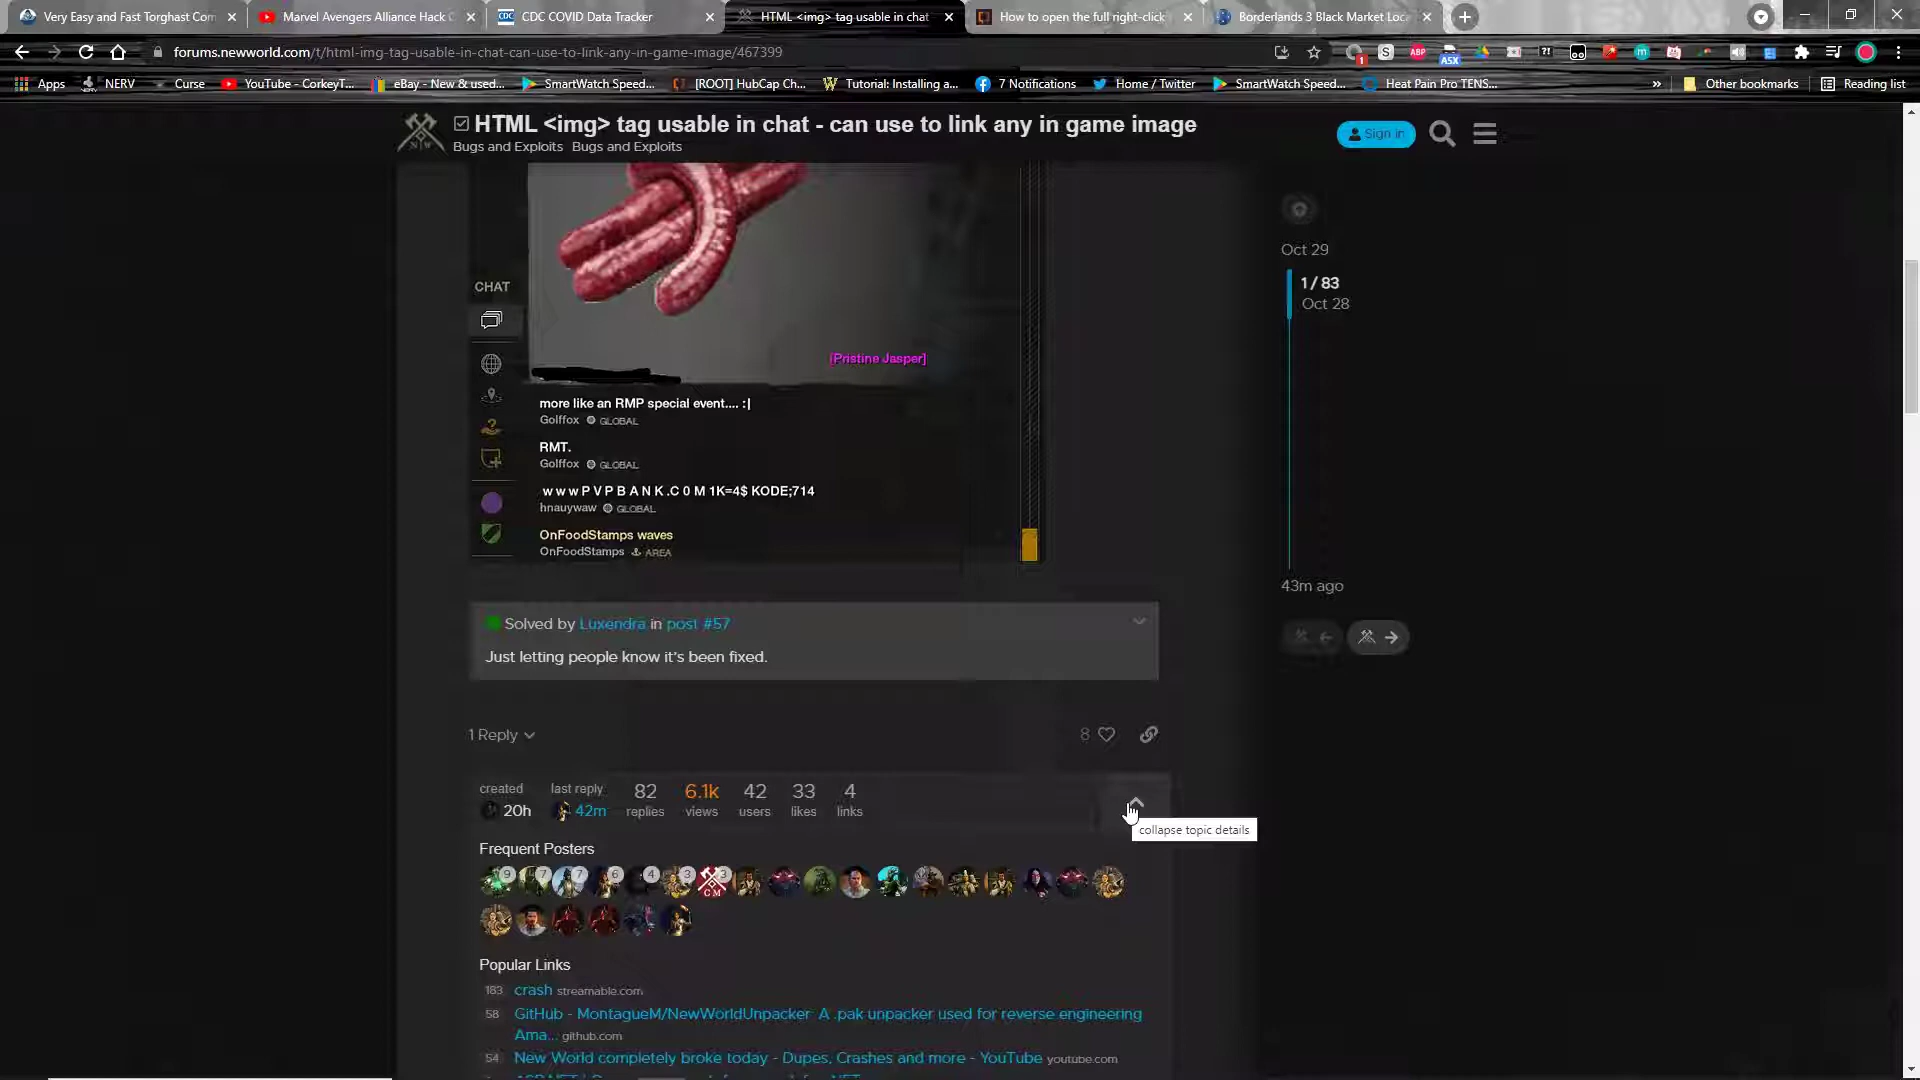 Very Easy and Fast Torghast Com
Marvel Avengers Alliance Hack C
CDC COVID Data Tracker
HTML <img> tag usable in chat
How to open the full right-click
Borderlands 3 Black Market Loca
forums.newworld.com/t/html-img-tag-usable-in-chat-can-use-to-link-any-in-game-image/467399
Apps
NERV
Curse
YouTube - CorkeyT...
eBay - New & used...
SmartWatch Speed...
[ROOT] HubCap Ch...
Tutorial: Installing a...
7 Notifications
Home / Twitter
SmartWatch Speed...
Heat Pain Pro TENS...
»
Other bookmarks
Reading list
HTML <img> tag usable in chat - can use to link any in game image
Bugs and Exploits Bugs and Exploits
Sign in
CHAT
[Pristine Jasper]
more like an RMP special event.... :|
Golffox GLOBAL
RMT.
Golffox GLOBAL
w w w P V P B A N K .C 0 M 1K=4$ KODE;714
hnauywaw GLOBAL
OnFoodStamps waves
OnFoodStamps AREA
Oct 29
1 / 83
Oct 28
43m ago
Solved by Luxendra in post #57
Just letting people know it's been fixed.
1 Reply
8
created
20h
last reply
42m
82
replies
6.1k
views
42
users
33
likes
4
links
collapse topic details
Frequent Posters
9 7 7 6 4 3 3
Popular Links
183 crash streamable.com
58 GitHub - MontagueM/NewWorldUnpacker: A .pak unpacker used for reverse engineering
Ama... github.com
54 New World completely broke today - Dupes, Crashes and more - YouTube youtube.com